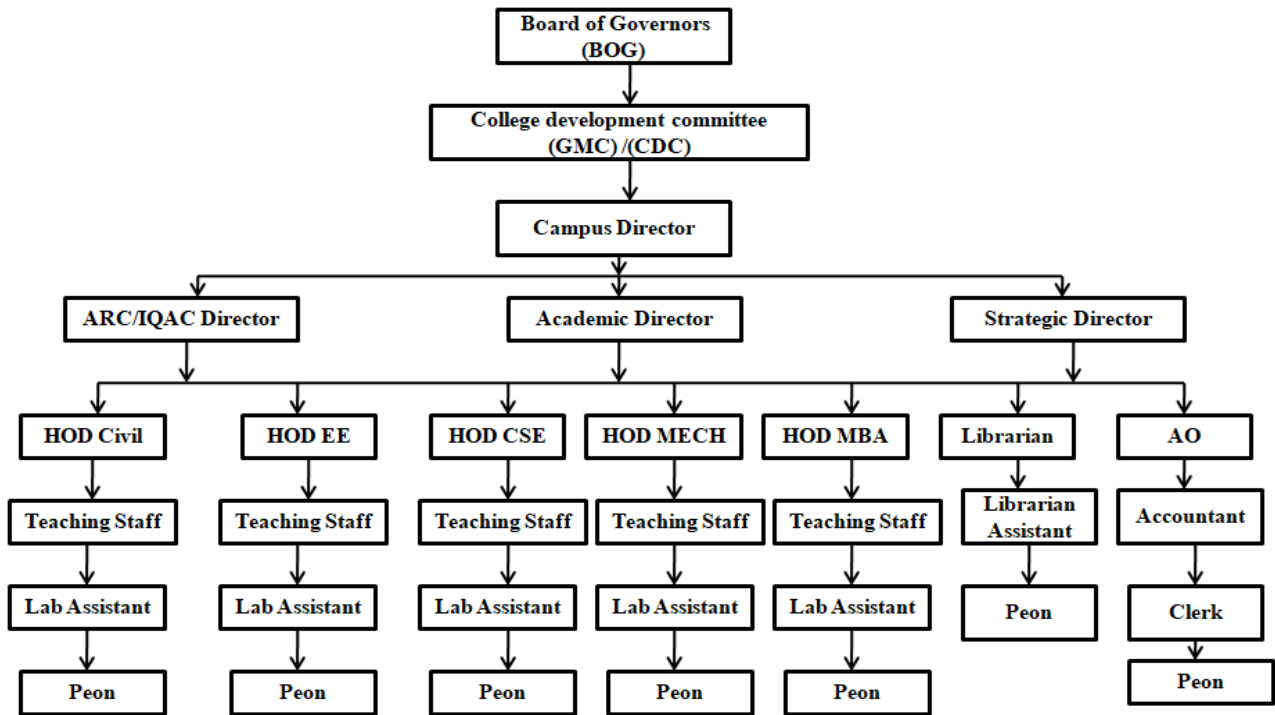 Board of Governors
(BOG)
College development committee
(GMC) /(CDC)
Campus Director
ARC/IQAC Director
Academic Director
Strategic Director
HOD Civil
HOD EE
HOD CSE
HOD MECH
HOD MBA
Librarian
AO
Teaching Staff
Teaching Staff
Teaching Staff
Teaching Staff
Teaching Staff
Librarian
Assistant
Accountant
Lab Assistant
Lab Assistant
Lab Assistant
Lab Assistant
Lab Assistant
Peon
Clerk
Peon
Peon
Peon
Peon
Peon
Peon